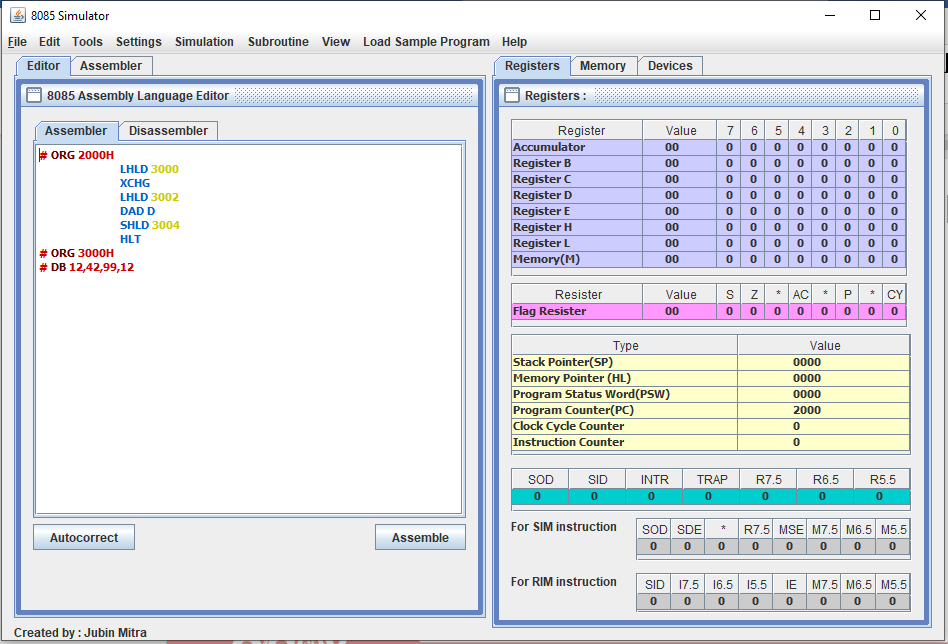 8085 Simulator
File Edit Tools Settings Simulation Subroutine View Load Sample Program Help
Editor Assembler
8085 Assembly Language Editor
Assembler Disassembler
# ORG 2000H
LHLD 3000
XCHG
LHLD 3002
DAD D
SHLD 3004
HLT
# ORG 3000H
# DB 12,42,99,12
Autocorrect Assemble
Created by : Jubin Mitra
Registers Memory Devices
Registers :
Register Value 7 6 5 4 3 2 1 0
Accumulator 00 0 0 0 0 0 0 0 0
Register B 00 0 0 0 0 0 0 0 0
Register C 00 0 0 0 0 0 0 0 0
Register D 00 0 0 0 0 0 0 0 0
Register E 00 0 0 0 0 0 0 0 0
Register H 00 0 0 0 0 0 0 0 0
Register L 00 0 0 0 0 0 0 0 0
Memory(M) 00 0 0 0 0 0 0 0 0
Resister Value S Z * AC * P * CY
Flag Resister 00 0 0 0 0 0 0 0 0
Type Value
Stack Pointer(SP) 0000
Memory Pointer (HL) 0000
Program Status Word(PSW) 0000
Program Counter(PC) 2000
Clock Cycle Counter 0
Instruction Counter 0
SOD SID INTR TRAP R7.5 R6.5 R5.5
0 0 0 0 0 0 0
For SIM instruction
SOD SDE * R7.5 MSE M7.5 M6.5 M5.5
0 0 0 0 0 0 0 0
For RIM instruction
SID I7.5 I6.5 I5.5 IE M7.5 M6.5 M5.5
0 0 0 0 0 0 0 0